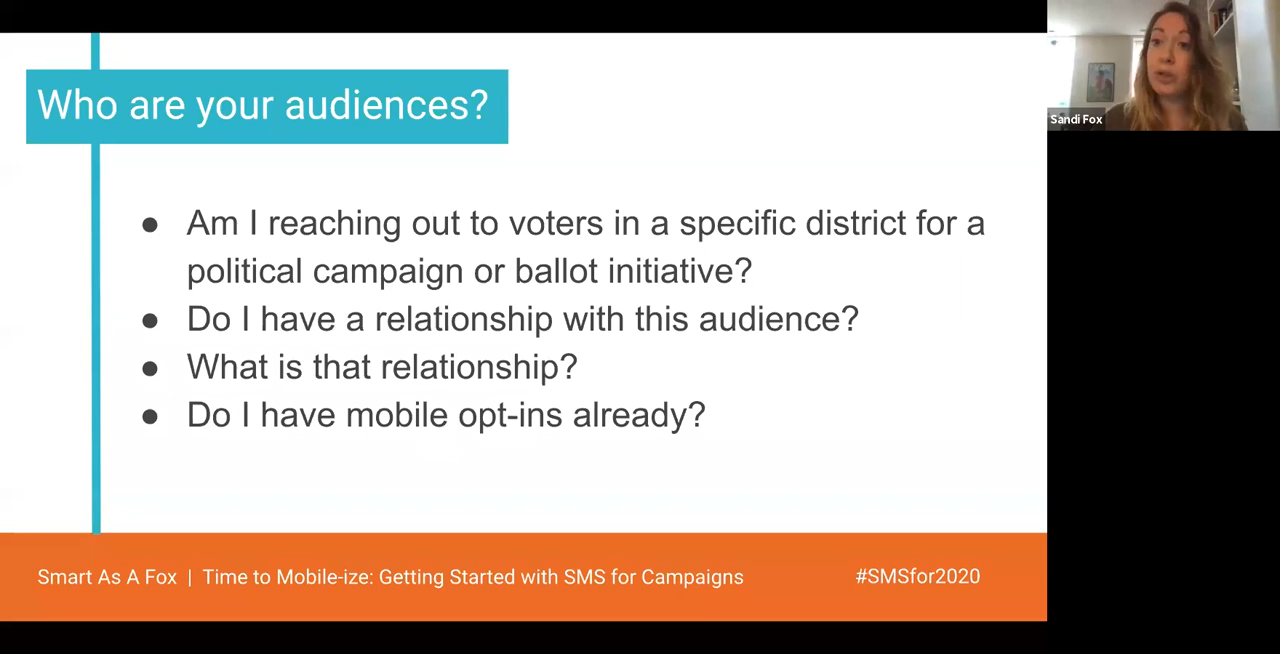 Who are your audiences?
● Am I reaching out to voters in a specific district for a
political campaign or ballot initiative?
● Do I have a relationship with this audience?
● What is that relationship?
● Do I have mobile opt-ins already?
Smart As A Fox | Time to Mobile-ize: Getting Started with SMS for Campaigns
#SMSfor2020
Sandi Fox